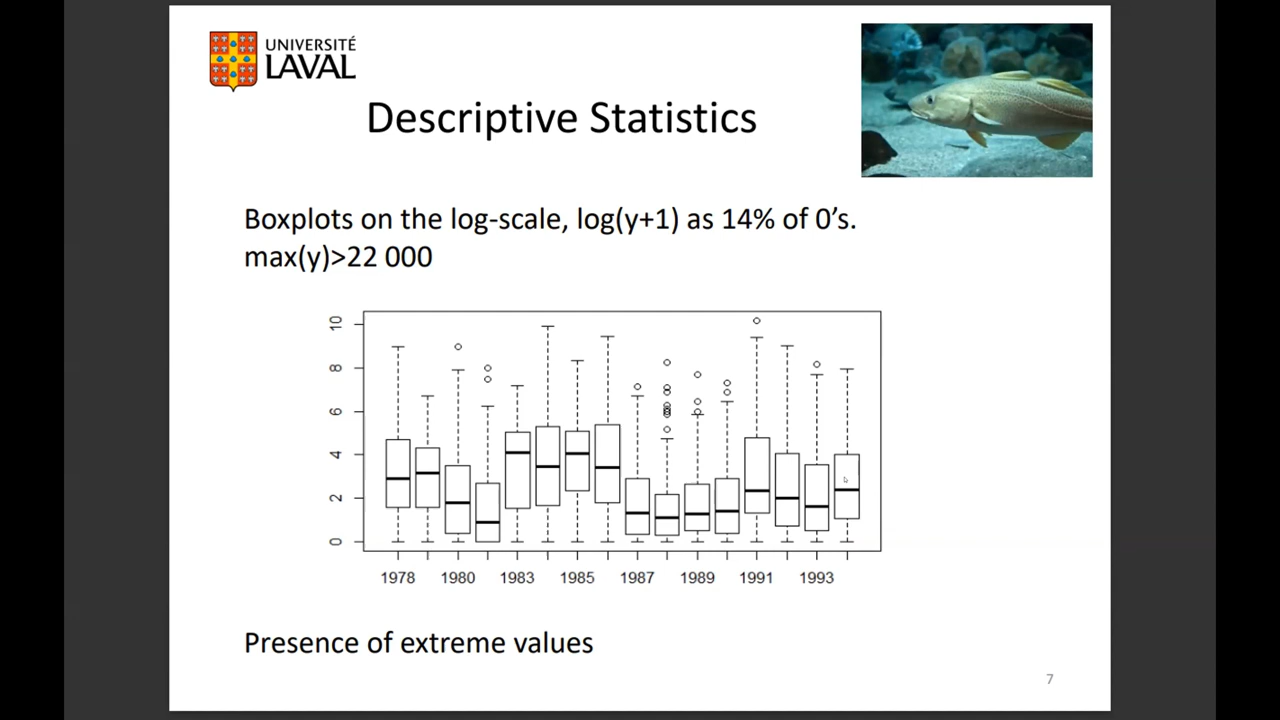 UNIVERSITÉ
LAVAL
Descriptive Statistics
Boxplots on the log-scale, log(y+1) as 14% of 0’s.
max(y)>22 000
10
8
6
4
2
0
1978 1980 1983 1985 1987 1989 1991 1993
Presence of extreme values
7